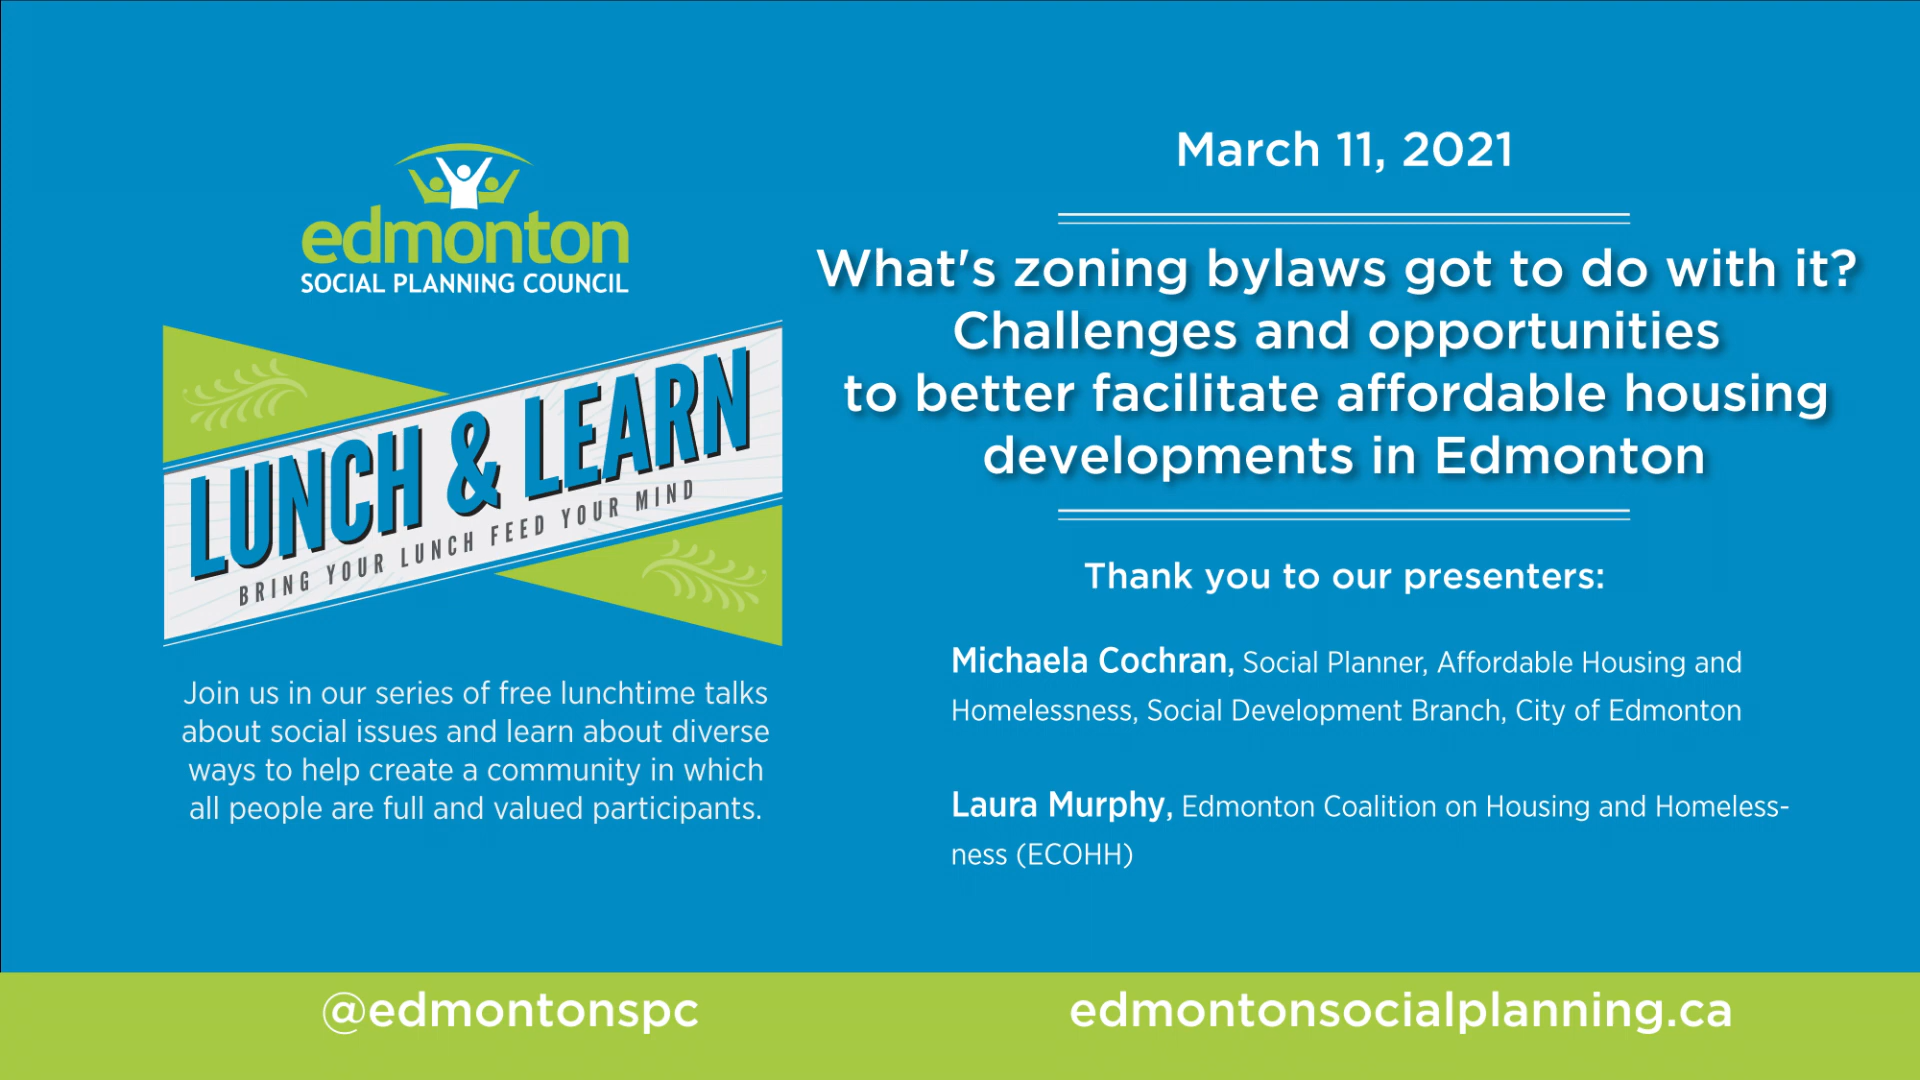 edmonton
SOCIAL PLANNING COUNCIL
LUNCH & LEARN
BRING YOUR LUNCH FEED YOUR MIND
Join us in our series of free lunchtime talks
about social issues and learn about diverse
ways to help create a community in which
all people are full and valued participants.
March 11, 2021
What's zoning bylaws got to do with it?
Challenges and opportunities
to better facilitate affordable housing
developments in Edmonton
Thank you to our presenters:
Michaela Cochran, Social Planner, Affordable Housing and
Homelessness, Social Development Branch, City of Edmonton
Laura Murphy, Edmonton Coalition on Housing and Homeless-
ness (ECOHH)
@edmontonspc
edmontonsocialplanning.ca